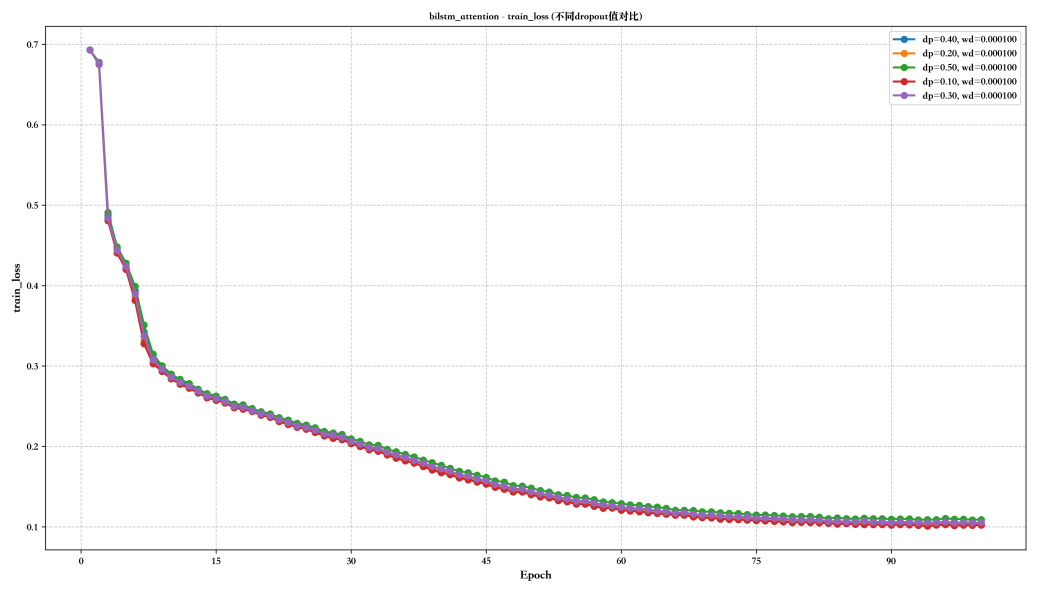 bilstm_attention - train_loss (不同dropout值对比)
dp=0.40, wd=0.000100
dp=0.20, wd=0.000100
dp=0.50, wd=0.000100
dp=0.10, wd=0.000100
dp=0.30, wd=0.000100
train_loss
0.7
0.6
0.5
0.4
0.3
0.2
0.1
0 15 30 45 60 75 90
Epoch